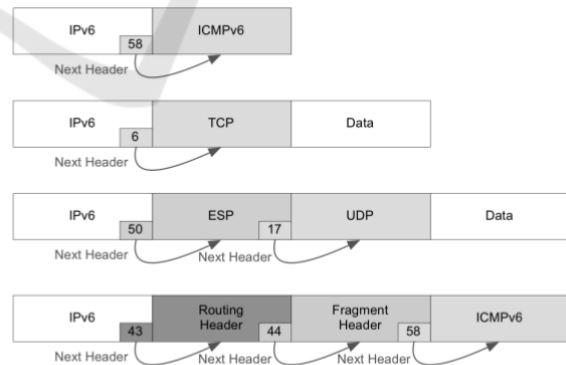 IPv6 ICMPv6
58
Next Header
IPv6 TCP Data
6
Next Header
IPv6 ESP UDP Data
50 17
Next Header Next Header
IPv6 Routing Header Fragment Header ICMPv6
43 44 58
Next Header Next Header Next Header